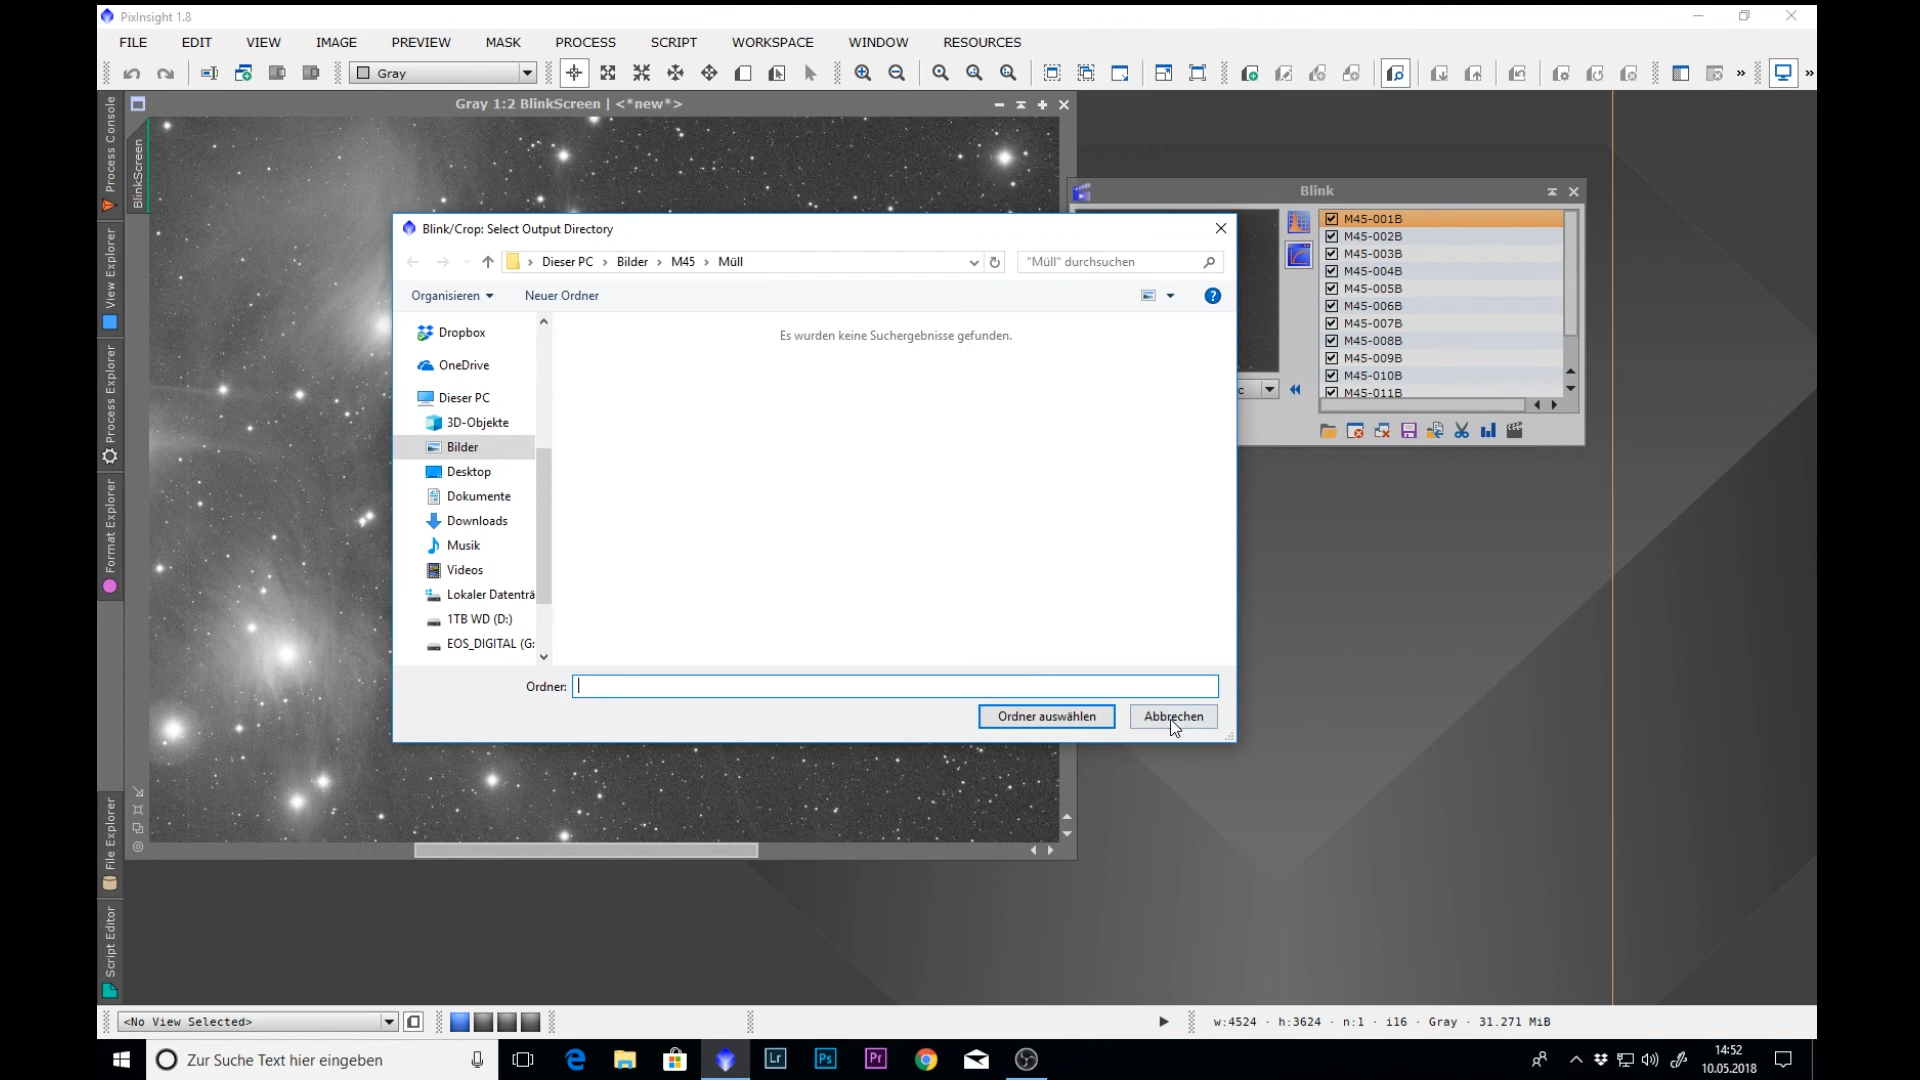 PixInsight 1.8
FILE EDIT VIEW IMAGE PREVIEW MASK PROCESS SCRIPT WORKSPACE WINDOW RESOURCES
Gray
Gray 1:2 BlinkScreen | <*new*>
Process Console
View Explorer
Process Explorer
Format Explorer
File Explorer
Script Editor
BlinkScreen
Blink
M45-001B
M45-002B
M45-003B
M45-004B
M45-005B
M45-006B
M45-007B
M45-008B
M45-009B
M45-010B
M45-011B
c
Blink/Crop: Select Output Directory
Dieser PC › Bilder › M45 › Müll
"Müll" durchsuchen
Organisieren
Neuer Ordner
Dropbox
OneDrive
Dieser PC
3D-Objekte
Bilder
Desktop
Dokumente
Downloads
Musik
Videos
Lokaler Datenträ
1TB WD (D:)
EOS_DIGITAL (G:
Es wurden keine Suchergebnisse gefunden.
Ordner:
Ordner auswählen
Abbrechen
<No View Selected>
w:4524 · h:3624 · n:1 · i16 · Gray · 31.271 MiB
Zur Suche Text hier eingeben
Lr
Ps
Pr
14:52
10.05.2018